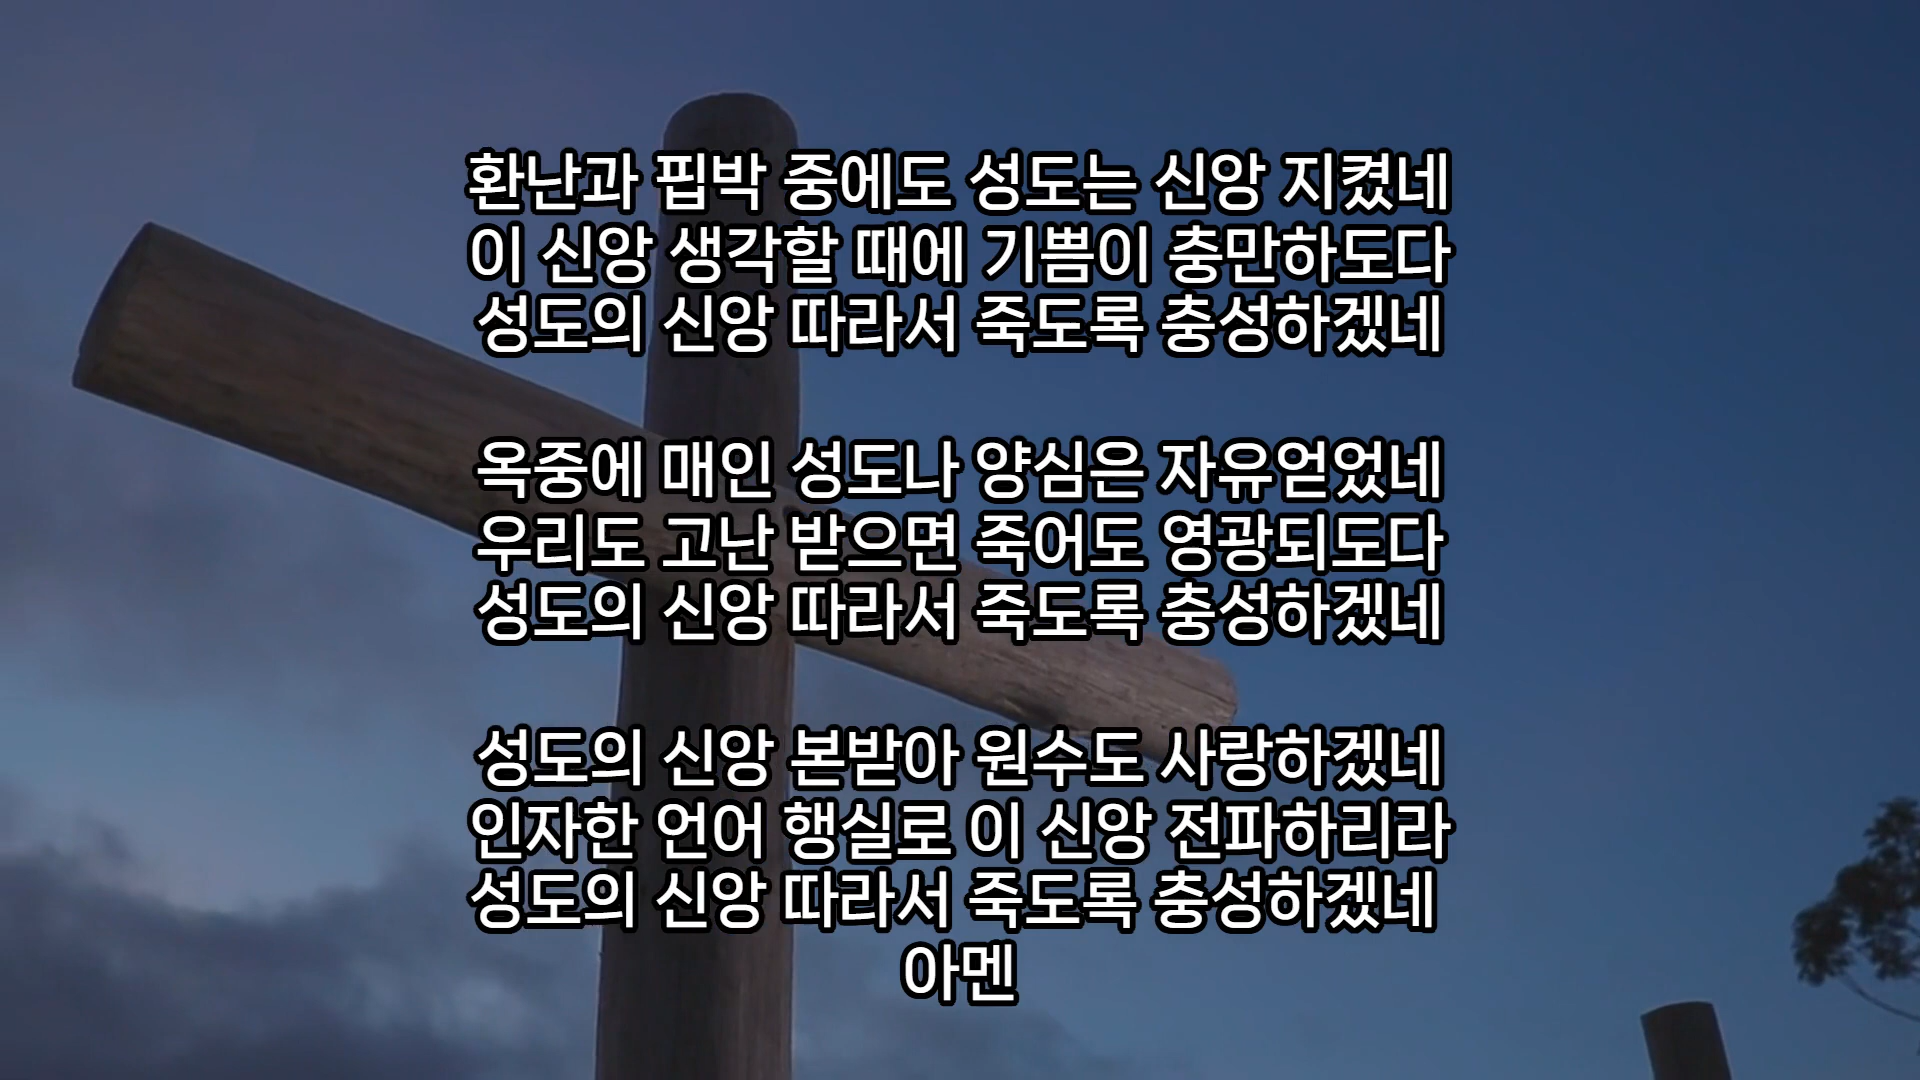 환난과 핍박 중에도 성도는 신앙 지켰네
이 신앙 생각할 때에 기쁨이 충만하도다
성도의 신앙 따라서 죽도록 충성하겠네
옥중에 매인 성도나 양심은 자유얻었네
우리도 고난 받으면 죽어도 영광되도다
성도의 신앙 따라서 죽도록 충성하겠네
성도의 신앙 본받아 원수도 사랑하겠네
인자한 언어 행실로 이 신앙 전파하리라
성도의 신앙 따라서 죽도록 충성하겠네
아멘